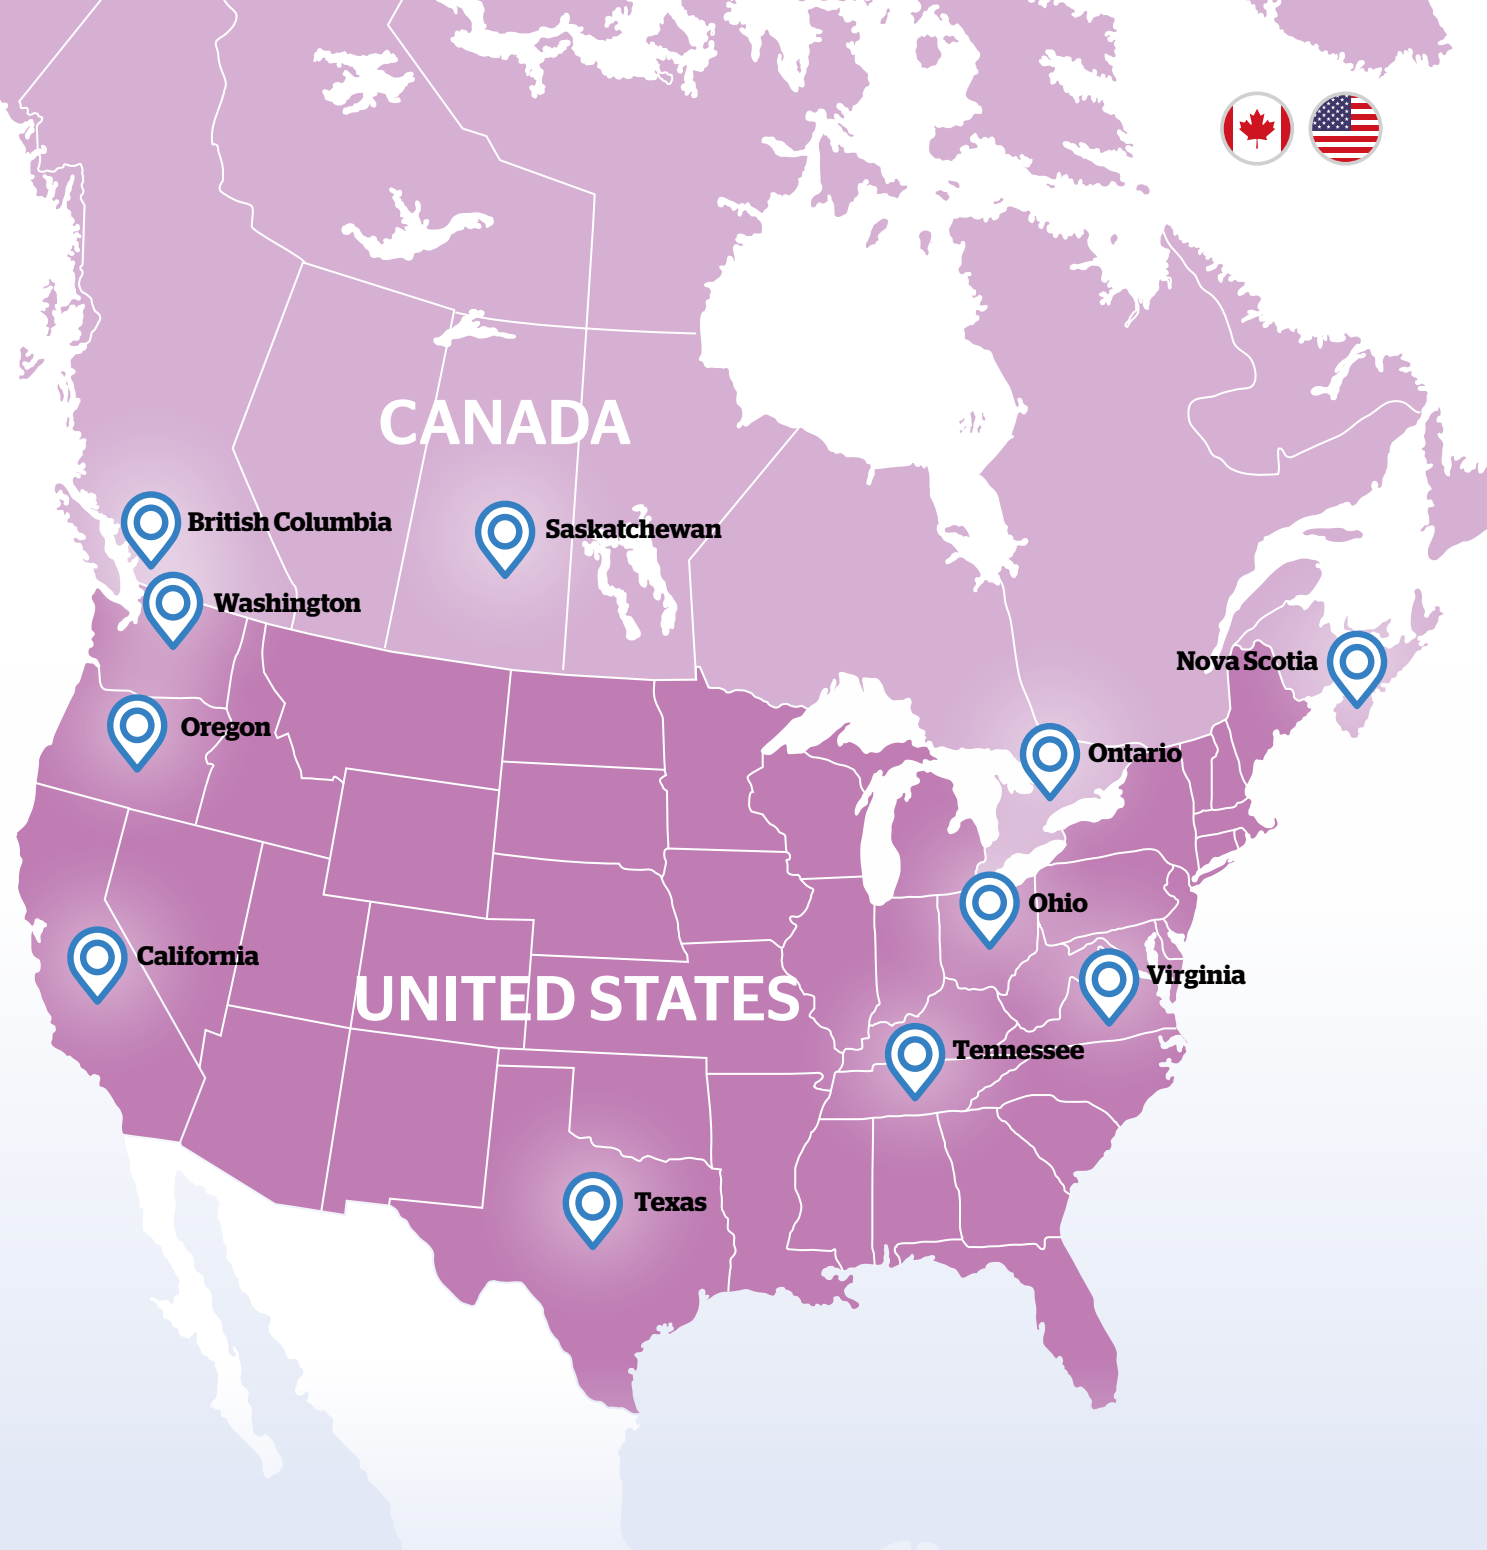 CANADA
British Columbia
Saskatchewan
Washington
Nova Scotia
Oregon
Ontario
Ohio
California
Virginia
UNITED STATES
Tennessee
Texas